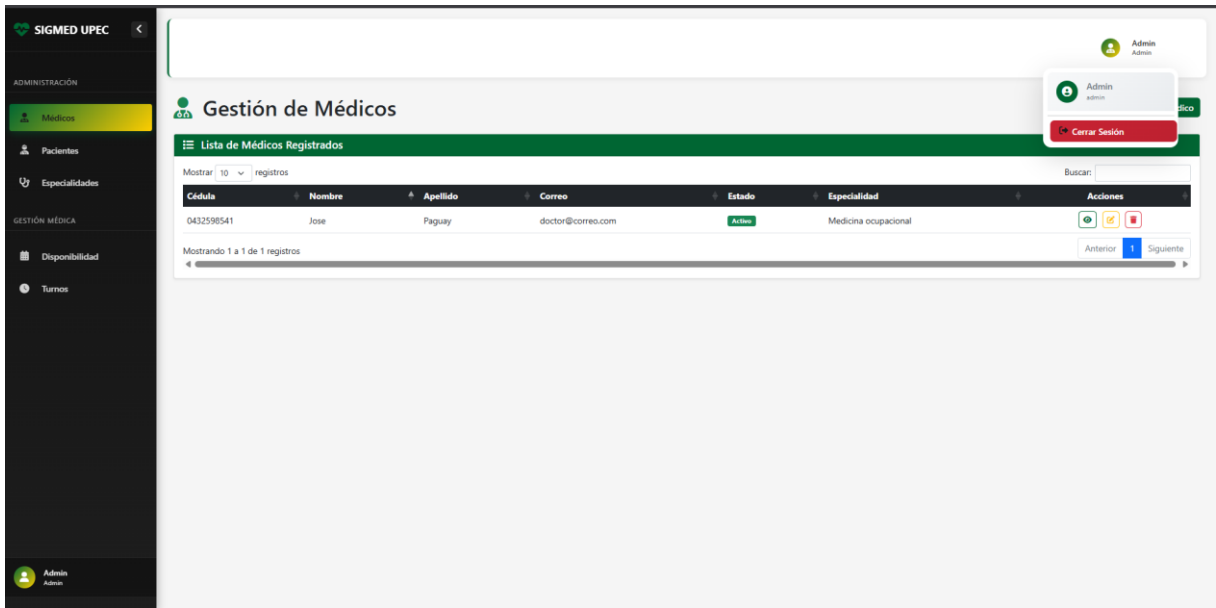 SIGMED UPEC
Admin
Admin
ADMINISTRACIÓN
Médicos
Pacientes
Especialidades
GESTIÓN MÉDICA
Disponibilidad
Turnos
Admin
Admin
Admin
admin
Cerrar Sesión
Gestión de Médicos
Lista de Médicos Registrados
Mostrar 10 registros Buscar:
Cédula Nombre Apellido Correo Estado Especialidad Acciones
0432598541 Jose Paguay doctor@correo.com Activo Medicina ocupacional
Mostrando 1 a 1 de 1 registros Anterior 1 Siguiente